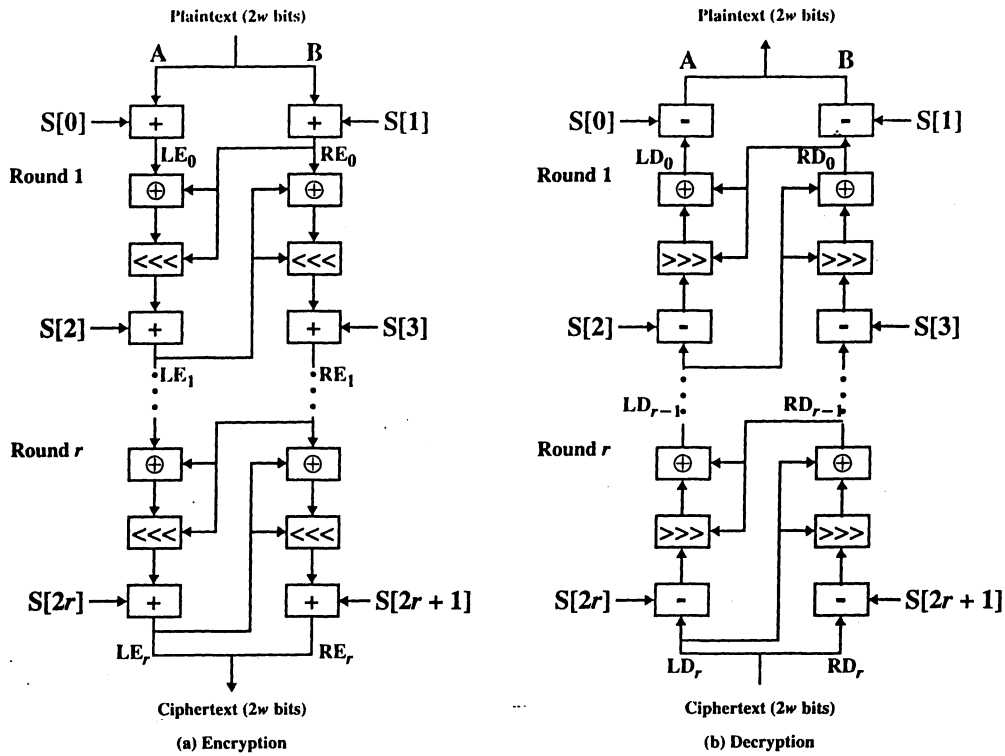 Plaintext (2w bits)
A B
S[0] + + S[1]
LE₀ RE₀
Round 1
⊕ ⊕
<<< <<<
S[2] + + S[3]
LE₁ RE₁
Round r
⊕ ⊕
<<< <<<
S[2r] + + S[2r + 1]
LEᵣ REᵣ
Ciphertext (2w bits)
(a) Encryption
Plaintext (2w bits)
A B
S[0] - - S[1]
LD₀ RD₀
Round 1
⊕ ⊕
>>> >>>
S[2] - - S[3]
LDᵣ₋₁ RDᵣ₋₁
Round r
⊕ ⊕
>>> >>>
S[2r] - - S[2r + 1]
LDᵣ RDᵣ
Ciphertext (2w bits)
(b) Decryption